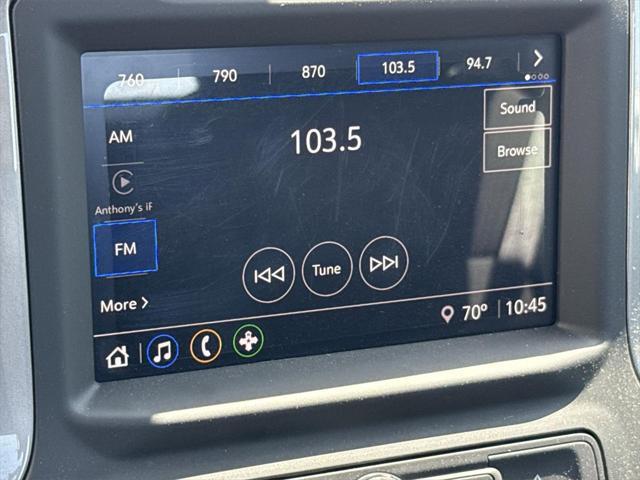 760 790 870 103.5 94.7
Sound
AM
103.5
Browse
Anthony's iF
FM
Tune
More
70° 10:45